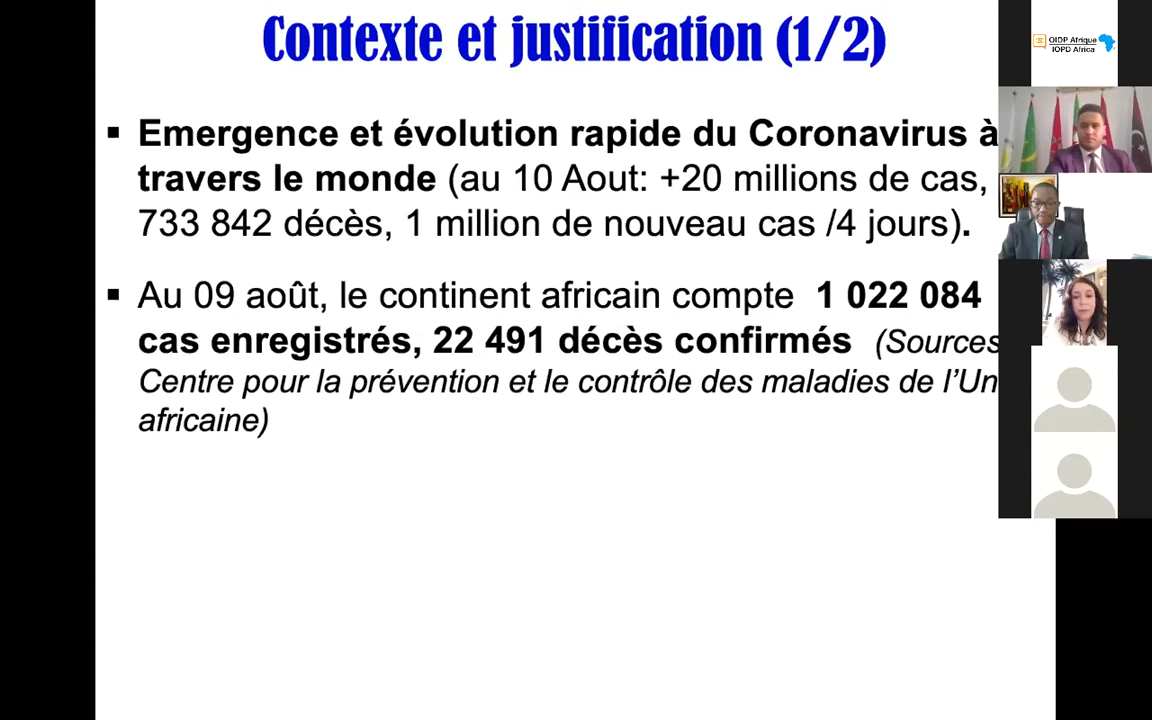 Contexte et justification (1/2)
▪ Emergence et évolution rapide du Coronavirus à
travers le monde (au 10 Aout: +20 millions de cas,
733 842 décès, 1 million de nouveau cas /4 jours).
▪ Au 09 août, le continent africain compte 1 022 084
cas enregistrés, 22 491 décès confirmés (Sources
Centre pour la prévention et le contrôle des maladies de l’Un
africaine)
OIDP Afrique
IOPD Africa